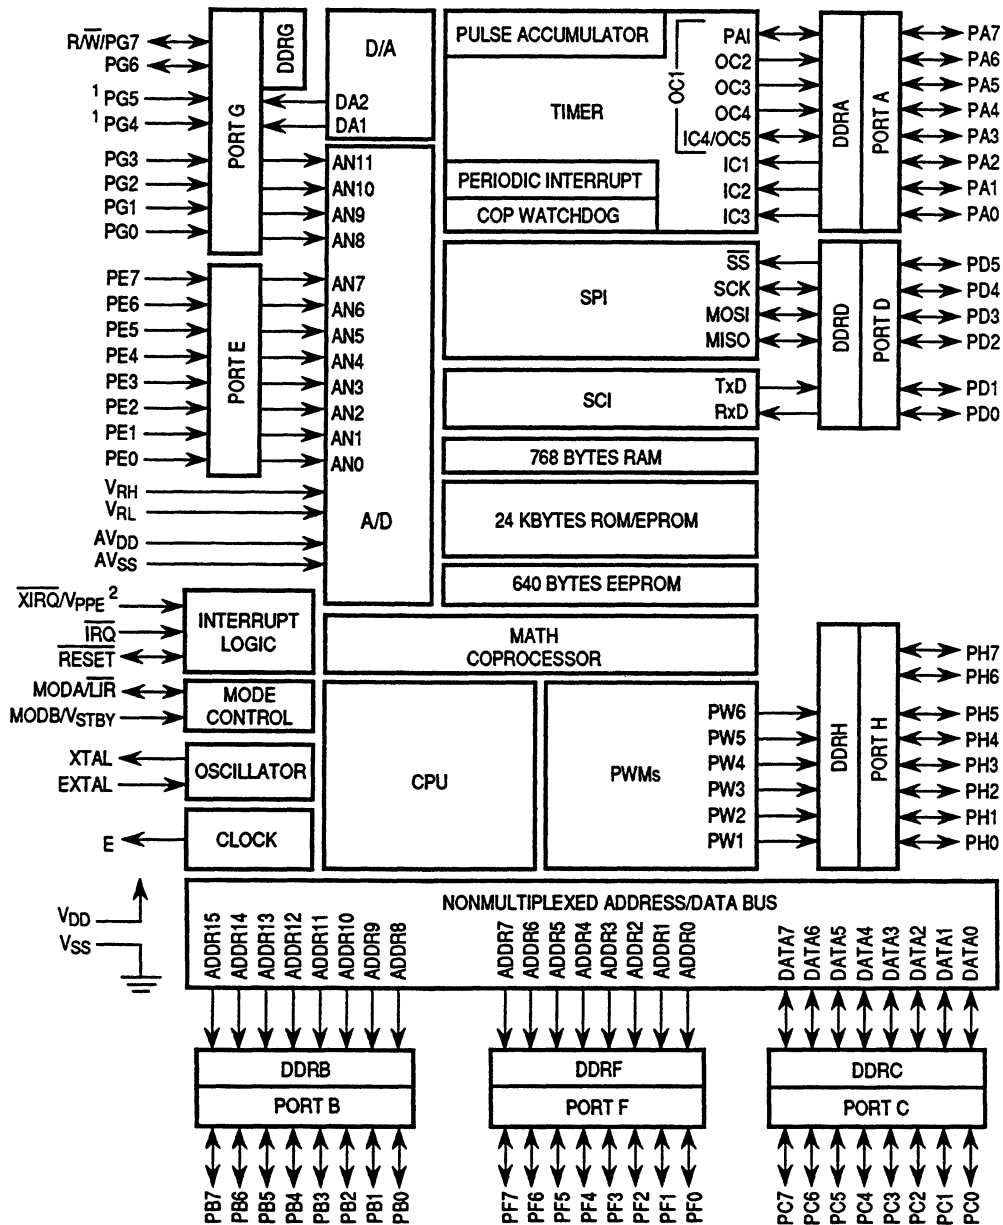 R/W/PG7
PG6
¹ PG5
¹ PG4
PG3
PG2
PG1
PG0
PORT G
DDRG
D/A
DA2
DA1
AN11
AN10
AN9
AN8
PE7
PE6
PE5
PE4
PE3
PE2
PE1
PE0
PORT E
AN7
AN6
AN5
AN4
AN3
AN2
AN1
AN0
A/D
VRH
VRL
AVDD
AVSS
PULSE ACCUMULATOR
TIMER
PERIODIC INTERRUPT
COP WATCHDOG
OC1
PAI
OC2
OC3
OC4
IC4/OC5
IC1
IC2
IC3
DDRA
PORT A
PA7
PA6
PA5
PA4
PA3
PA2
PA1
PA0
SPI
SS
SCK
MOSI
MISO
SCI
TxD
RxD
DDRD
PORT D
PD5
PD4
PD3
PD2
PD1
PD0
768 BYTES RAM
24 KBYTES ROM/EPROM
640 BYTES EEPROM
XIRQ/VPPE ²
IRQ
RESET
INTERRUPT
LOGIC
MODA/LIR
MODB/VSTBY
MODE
CONTROL
XTAL
EXTAL
OSCILLATOR
E
CLOCK
MATH
COPROCESSOR
CPU
PWMs
PW6
PW5
PW4
PW3
PW2
PW1
DDRH
PORT H
PH7
PH6
PH5
PH4
PH3
PH2
PH1
PH0
VDD
VSS
NONMULTIPLEXED ADDRESS/DATA BUS
ADDR15
ADDR14
ADDR13
ADDR12
ADDR11
ADDR10
ADDR9
ADDR8
ADDR7
ADDR6
ADDR5
ADDR4
ADDR3
ADDR2
ADDR1
ADDR0
DATA7
DATA6
DATA5
DATA4
DATA3
DATA2
DATA1
DATA0
DDRB
PORT B
DDRF
PORT F
DDRC
PORT C
PB7
PB6
PB5
PB4
PB3
PB2
PB1
PB0
PF7
PF6
PF5
PF4
PF3
PF2
PF1
PF0
PC7
PC6
PC5
PC4
PC3
PC2
PC1
PC0